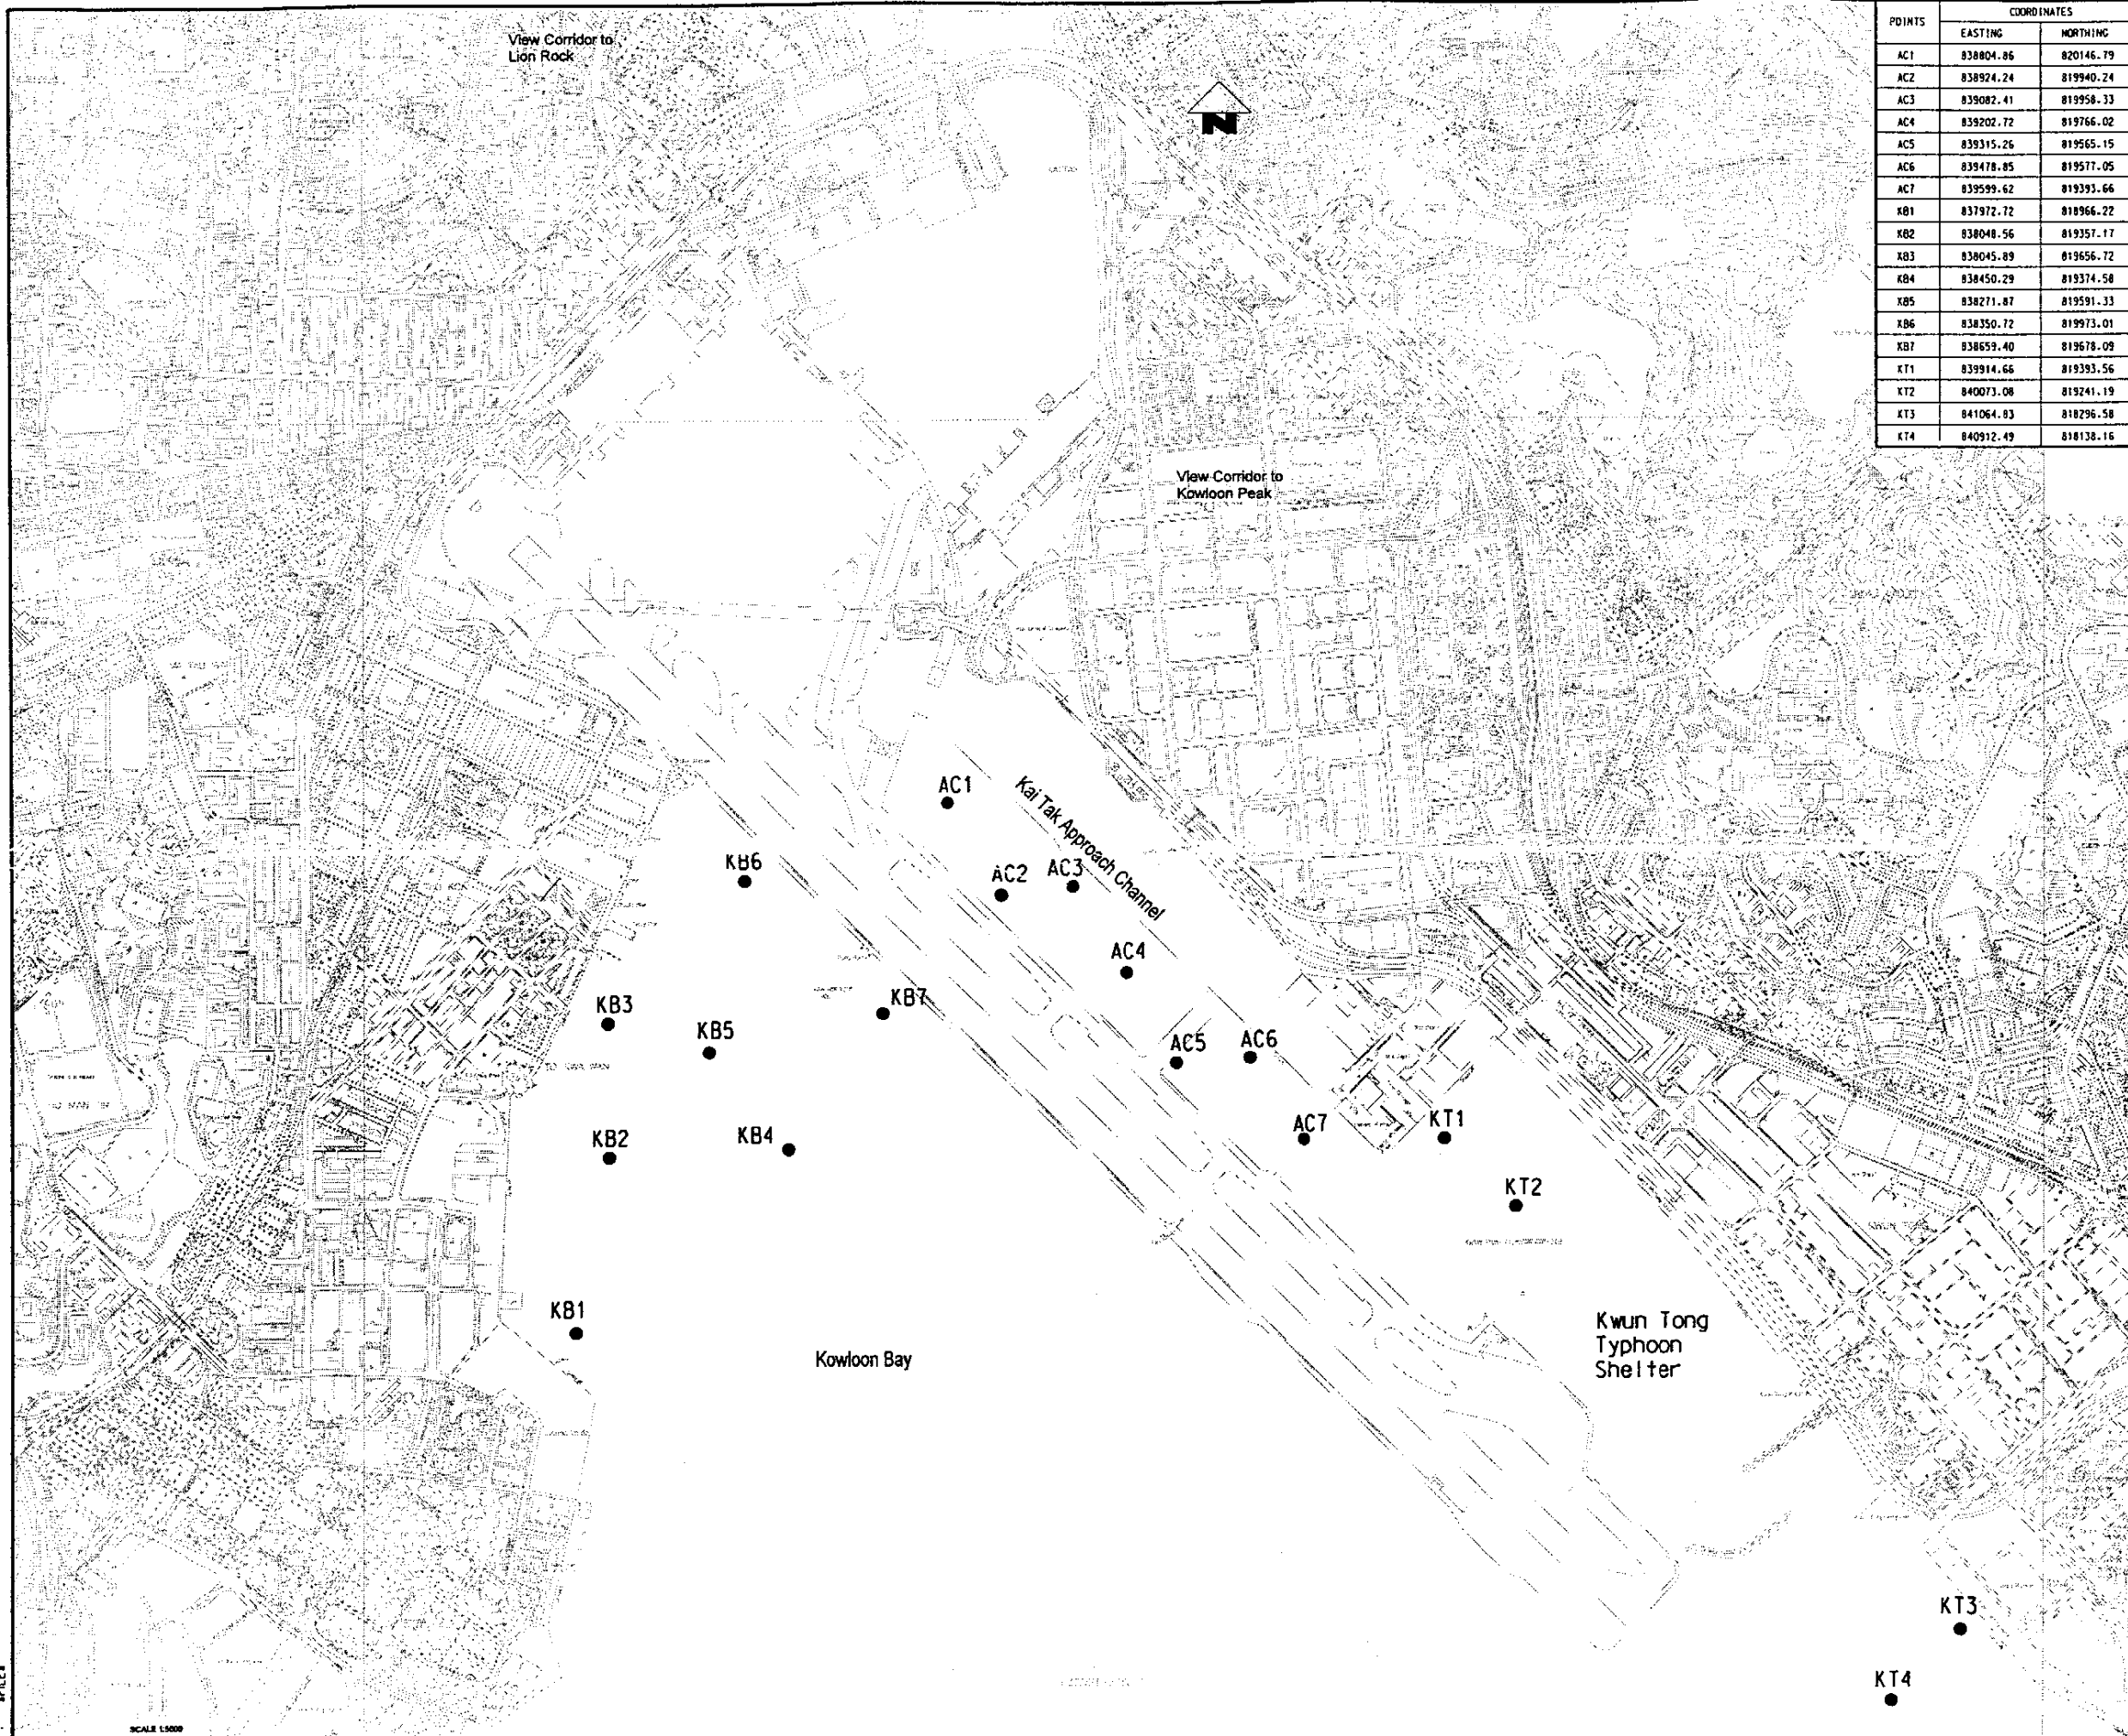 View Corridor to
Lion Rock
N
POINTS COORDINATES
EASTING NORTHING
AC1 838804.86 820146.79
AC2 838924.24 819940.24
AC3 839082.41 819958.33
AC4 839202.72 819766.02
AC5 839315.26 819565.15
AC6 839478.85 819577.05
AC7 839599.62 819393.66
KB1 837972.72 818966.22
KB2 838048.56 819357.17
KB3 838045.89 819656.72
KB4 838450.29 819374.58
KB5 838271.87 819591.33
KB6 838350.72 819973.01
KB7 838659.40 819678.09
KT1 839914.66 819393.56
KT2 840073.08 819241.19
KT3 841064.83 818296.58
KT4 840912.49 818138.16
View Corridor to
Kowloon Peak
AC1
Kai Tak Approach Channel
KB6
AC2
AC3
AC4
KB3
KB7
KB5
AC5
AC6
KB2
KB4
AC7
KT1
KT2
KB1
Kowloon Bay
Kwun Tong
Typhoon
Shelter
KT3
KT4
SCALE 1:5000